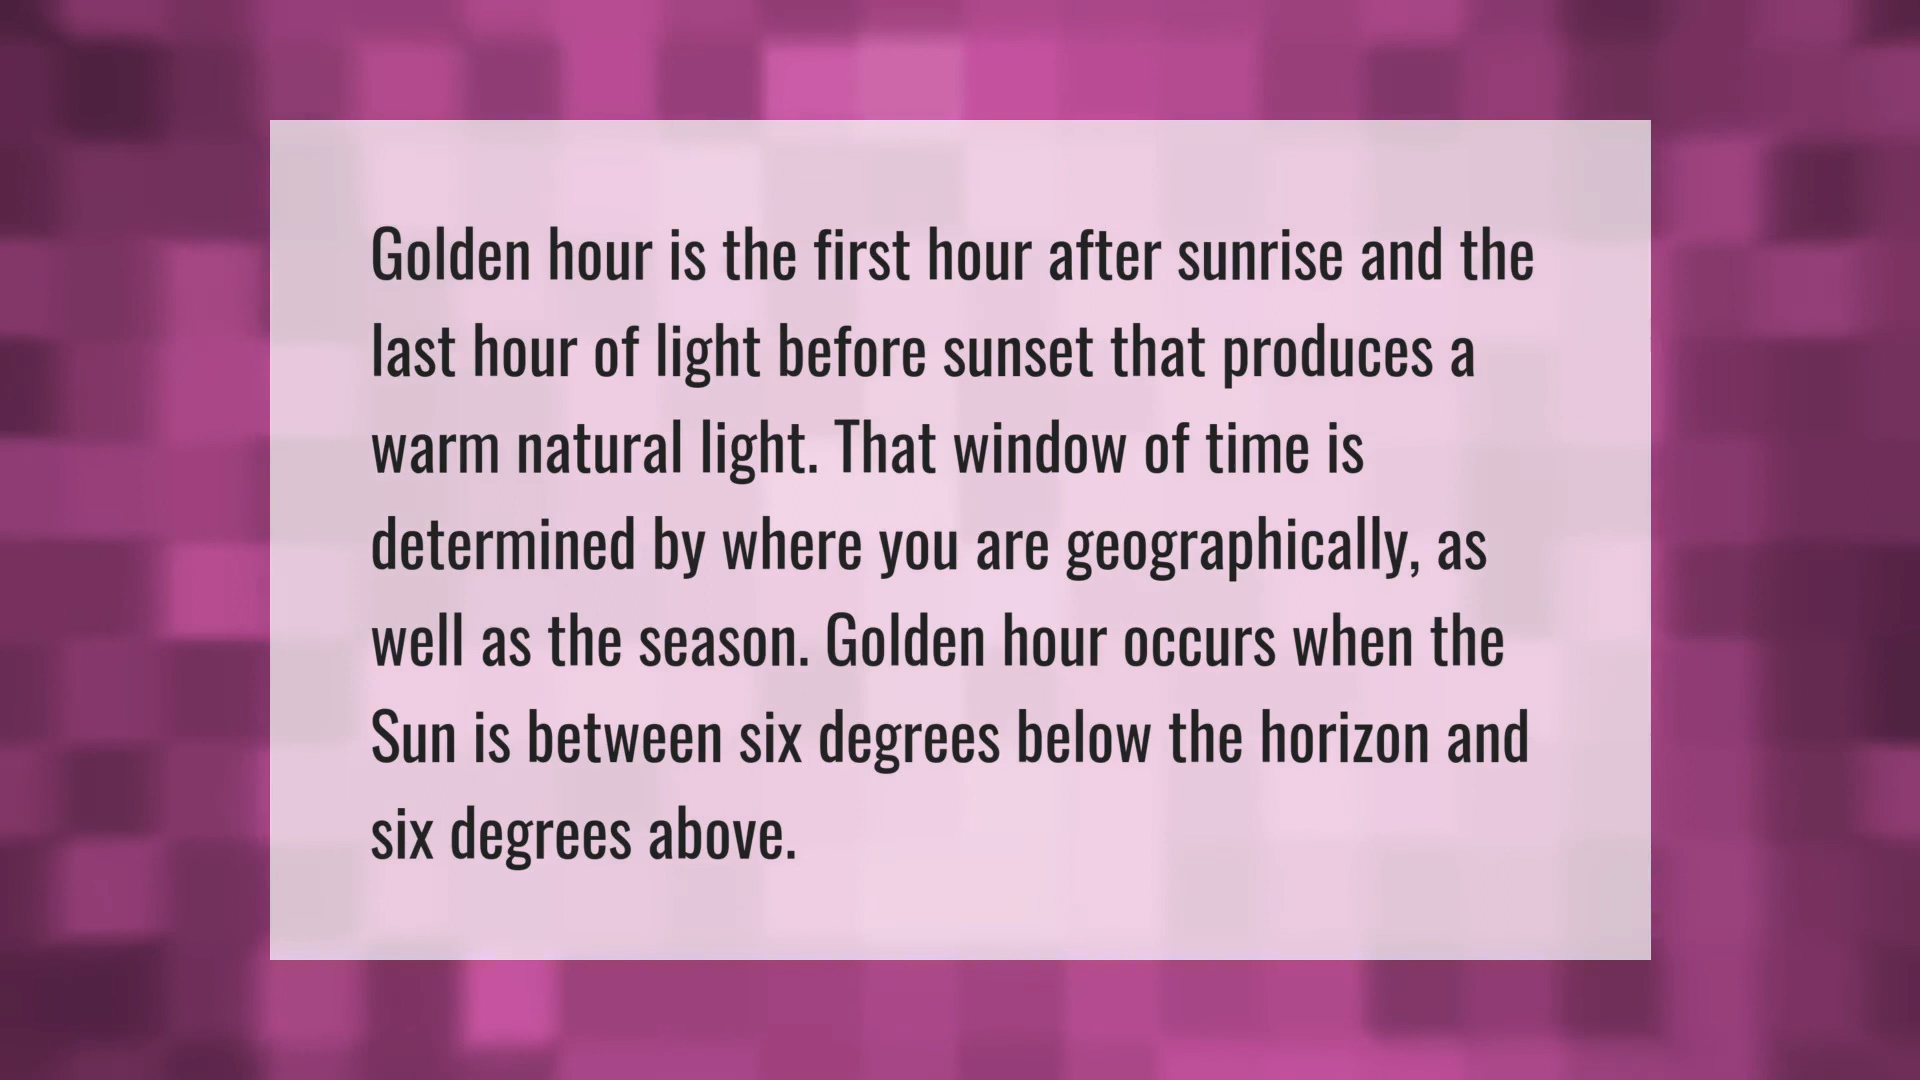 Golden hour is the first hour after sunrise and the
last hour of light before sunset that produces a
warm natural light. That window of time is
determined by where you are geographically, as
well as the season. Golden hour occurs when the
Sun is between six degrees below the horizon and
six degrees above.